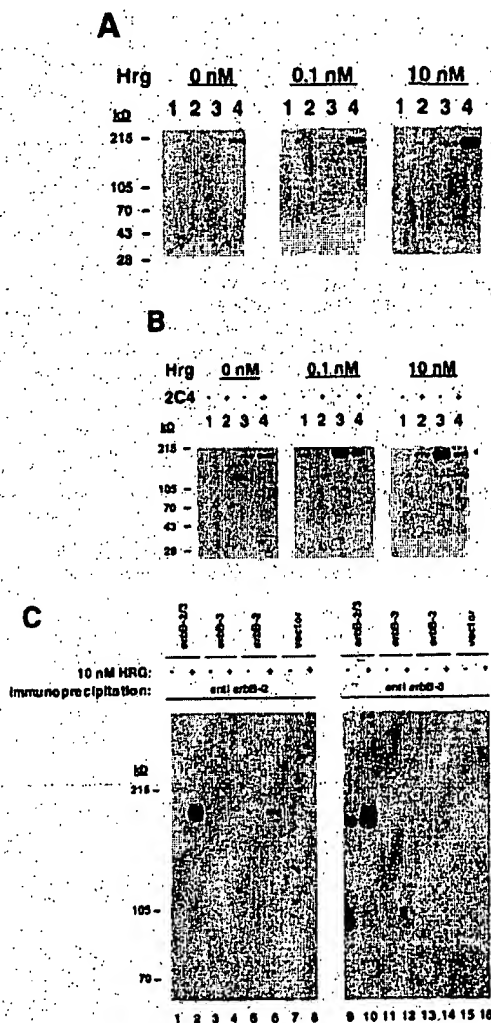 A
Hrg 0 nM 0.1 nM 10 nM
1 2 3 4 1 2 3 4 1 2 3 4
kD
215 -
105 -
70 -
43 -
28 -
B
Hrg 0 nM 0.1 nM 10 nM
2C4 - + - + - + - + - + - +
1 2 3 4 1 2 3 4 1 2 3 4
kD
215 -
105 -
70 -
43 -
28 -
C
erbB-2/3 erbB-3 erbB-2 vector erbB-2/3 erbB-3 vector
10 nM HRG: - + - + - + - + - + - + - + - +
Immunoprecipitation: anti erbB-2 anti erbB-3
kD
215 -
105 -
70 -
1 2 3 4 5 6 7 8 9 10 11 12 13 14 15 16